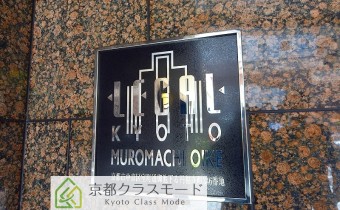 LEGAL
KYOTO
MUROMACHI OIKE
京都クラスモード
Kyoto Class Mode